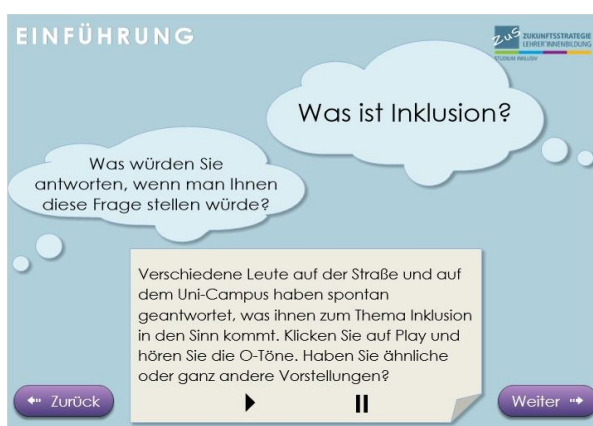 EINFÜHRUNG
ZuS ZUKUNFTSSTRATEGIE
LEHRER*INNENBILDUNG
STUDIUM INKLUSIV
Was ist Inklusion?
Was würden Sie
antworten, wenn man Ihnen
diese Frage stellen würde?
Verschiedene Leute auf der Straße und auf
dem Uni-Campus haben spontan
geantwortet, was ihnen zum Thema Inklusion
in den Sinn kommt. Klicken Sie auf Play und
hören Sie die O-Töne. Haben Sie ähnliche
oder ganz andere Vorstellungen?
Zurück
Weiter